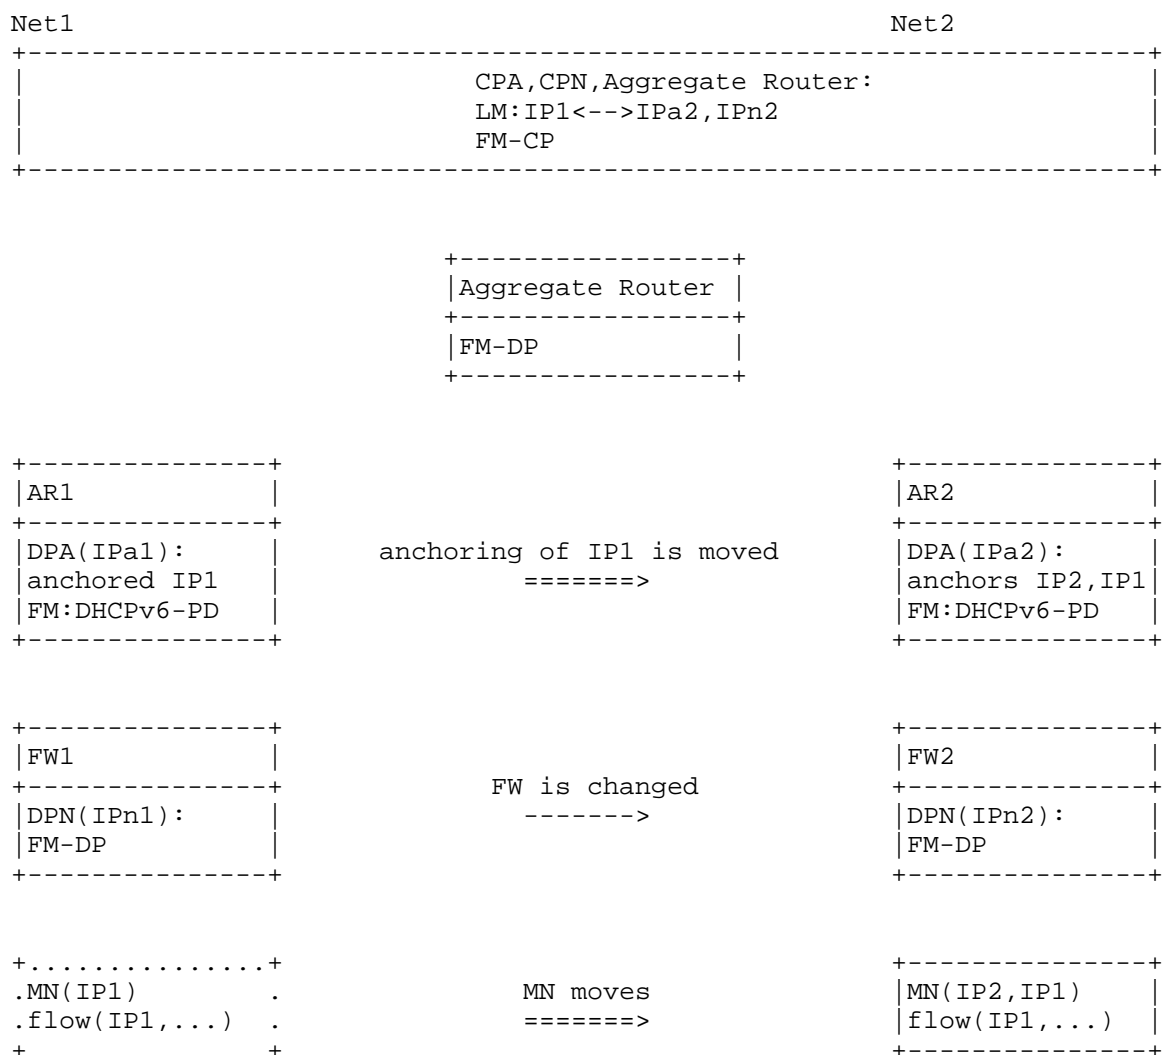 Net1                                                  Net2
CPA,CPN,Aggregate Router:
LM:IP1<-->IPa2,IPn2
FM-CP
Aggregate Router
FM-DP
AR1                                                   AR2
DPA(IPa1):      anchoring of IP1 is moved      DPA(IPa2):
anchored IP1      =======>      anchors IP2,IP1
FM:DHCPv6-PD                                   FM:DHCPv6-PD
FW1                                                   FW2
FW is changed
DPN(IPn1):      ------->      DPN(IPn2):
FM-DP                                                 FM-DP
.MN(IP1)      .      MN moves      MN(IP2,IP1)
.flow(IP1,...)  .      =======>      flow(IP1,...)